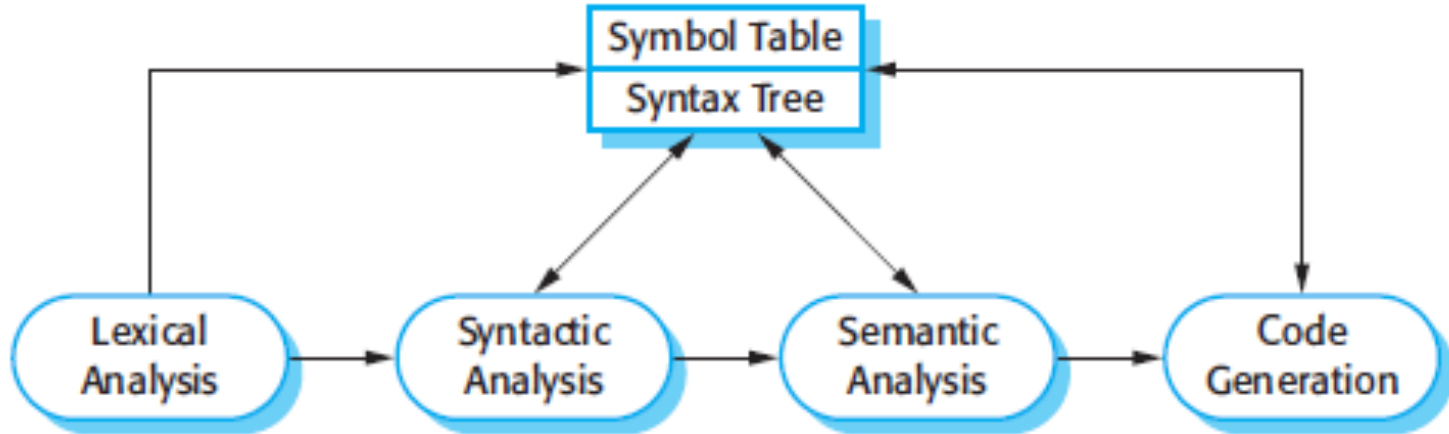 Symbol Table
Syntax Tree
Lexical
Analysis
Syntactic
Analysis
Semantic
Analysis
Code
Generation